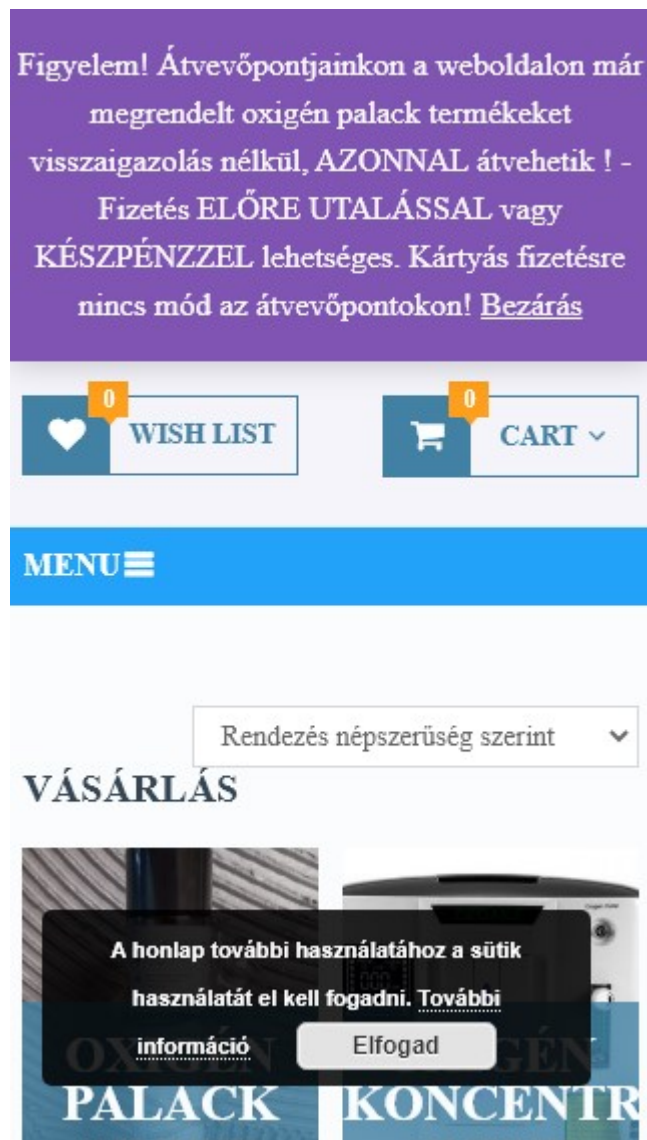 Figyelem! Átvevőpontjainkon a weboldalon már
megrendelt oxigén palack termékeket
visszaigazolás nélkül, AZONNAL átvehetik ! -
Fizetés ELŐRE UTALÁSSAL vagy
KÉSZPÉNZZEL lehetséges. Kártyás fizetésre
nincs mód az átvevőpontokon! Bezárás
0
WISH LIST
0
CART
MENU
Rendezés népszerűség szerint
VÁSÁRLÁS
A honlap további használatához a sütik
használatát el kell fogadni. További
információ
Elfogad
OXIGÉN
PALACK
KONCENTR